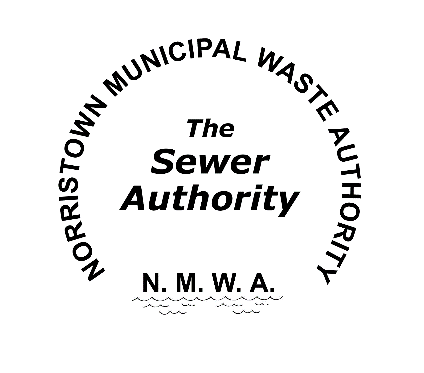 NORRISTOWN MUNICIPAL WASTE AUTHORITY
The
Sewer
Authority
N. M. W. A.